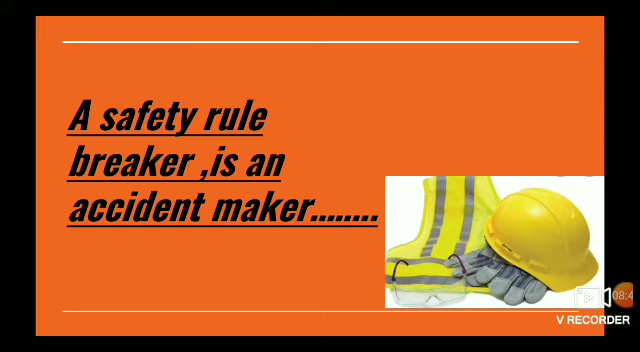 A safety rule
breaker ,is an
accident maker........
V RECORDER